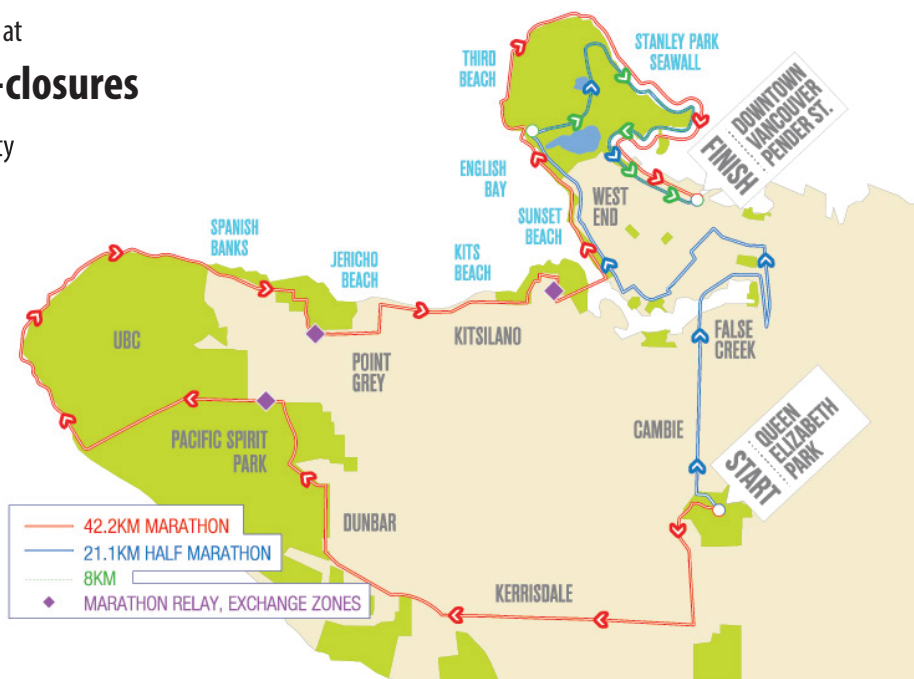 at
-closures
ty
THIRD
BEACH
STANLEY PARK
SEAWALL
FINISH
DOWNTOWN
VANCOUVER
PENDER ST.
ENGLISH
BAY
WEST
END
SUNSET
BEACH
SPANISH
BANKS
JERICHO
BEACH
KITS
BEACH
UBC
POINT
GREY
KITSILANO
FALSE
CREEK
PACIFIC SPIRIT
PARK
CAMBIE
START
QUEEN
ELIZABETH
PARK
DUNBAR
KERRISDALE
42.2KM MARATHON
21.1KM HALF MARATHON
8KM
MARATHON RELAY, EXCHANGE ZONES